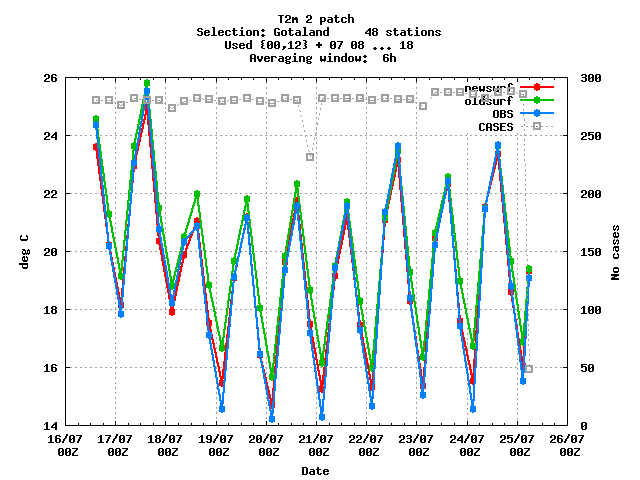 T2m 2 patch
Selection: Gotaland 48 stations
Used {00,12} + 07 08 ... 18
Averaging window: 6h
newsurf
oldsurf
OBS
CASES
26
24
22
20
18
16
14
deg C
300
250
200
150
100
50
0
No cases
16/07 17/07 18/07 19/07 20/07 21/07 22/07 23/07 24/07 25/07 26/07
00Z 00Z 00Z 00Z 00Z 00Z 00Z 00Z 00Z 00Z 00Z
Date